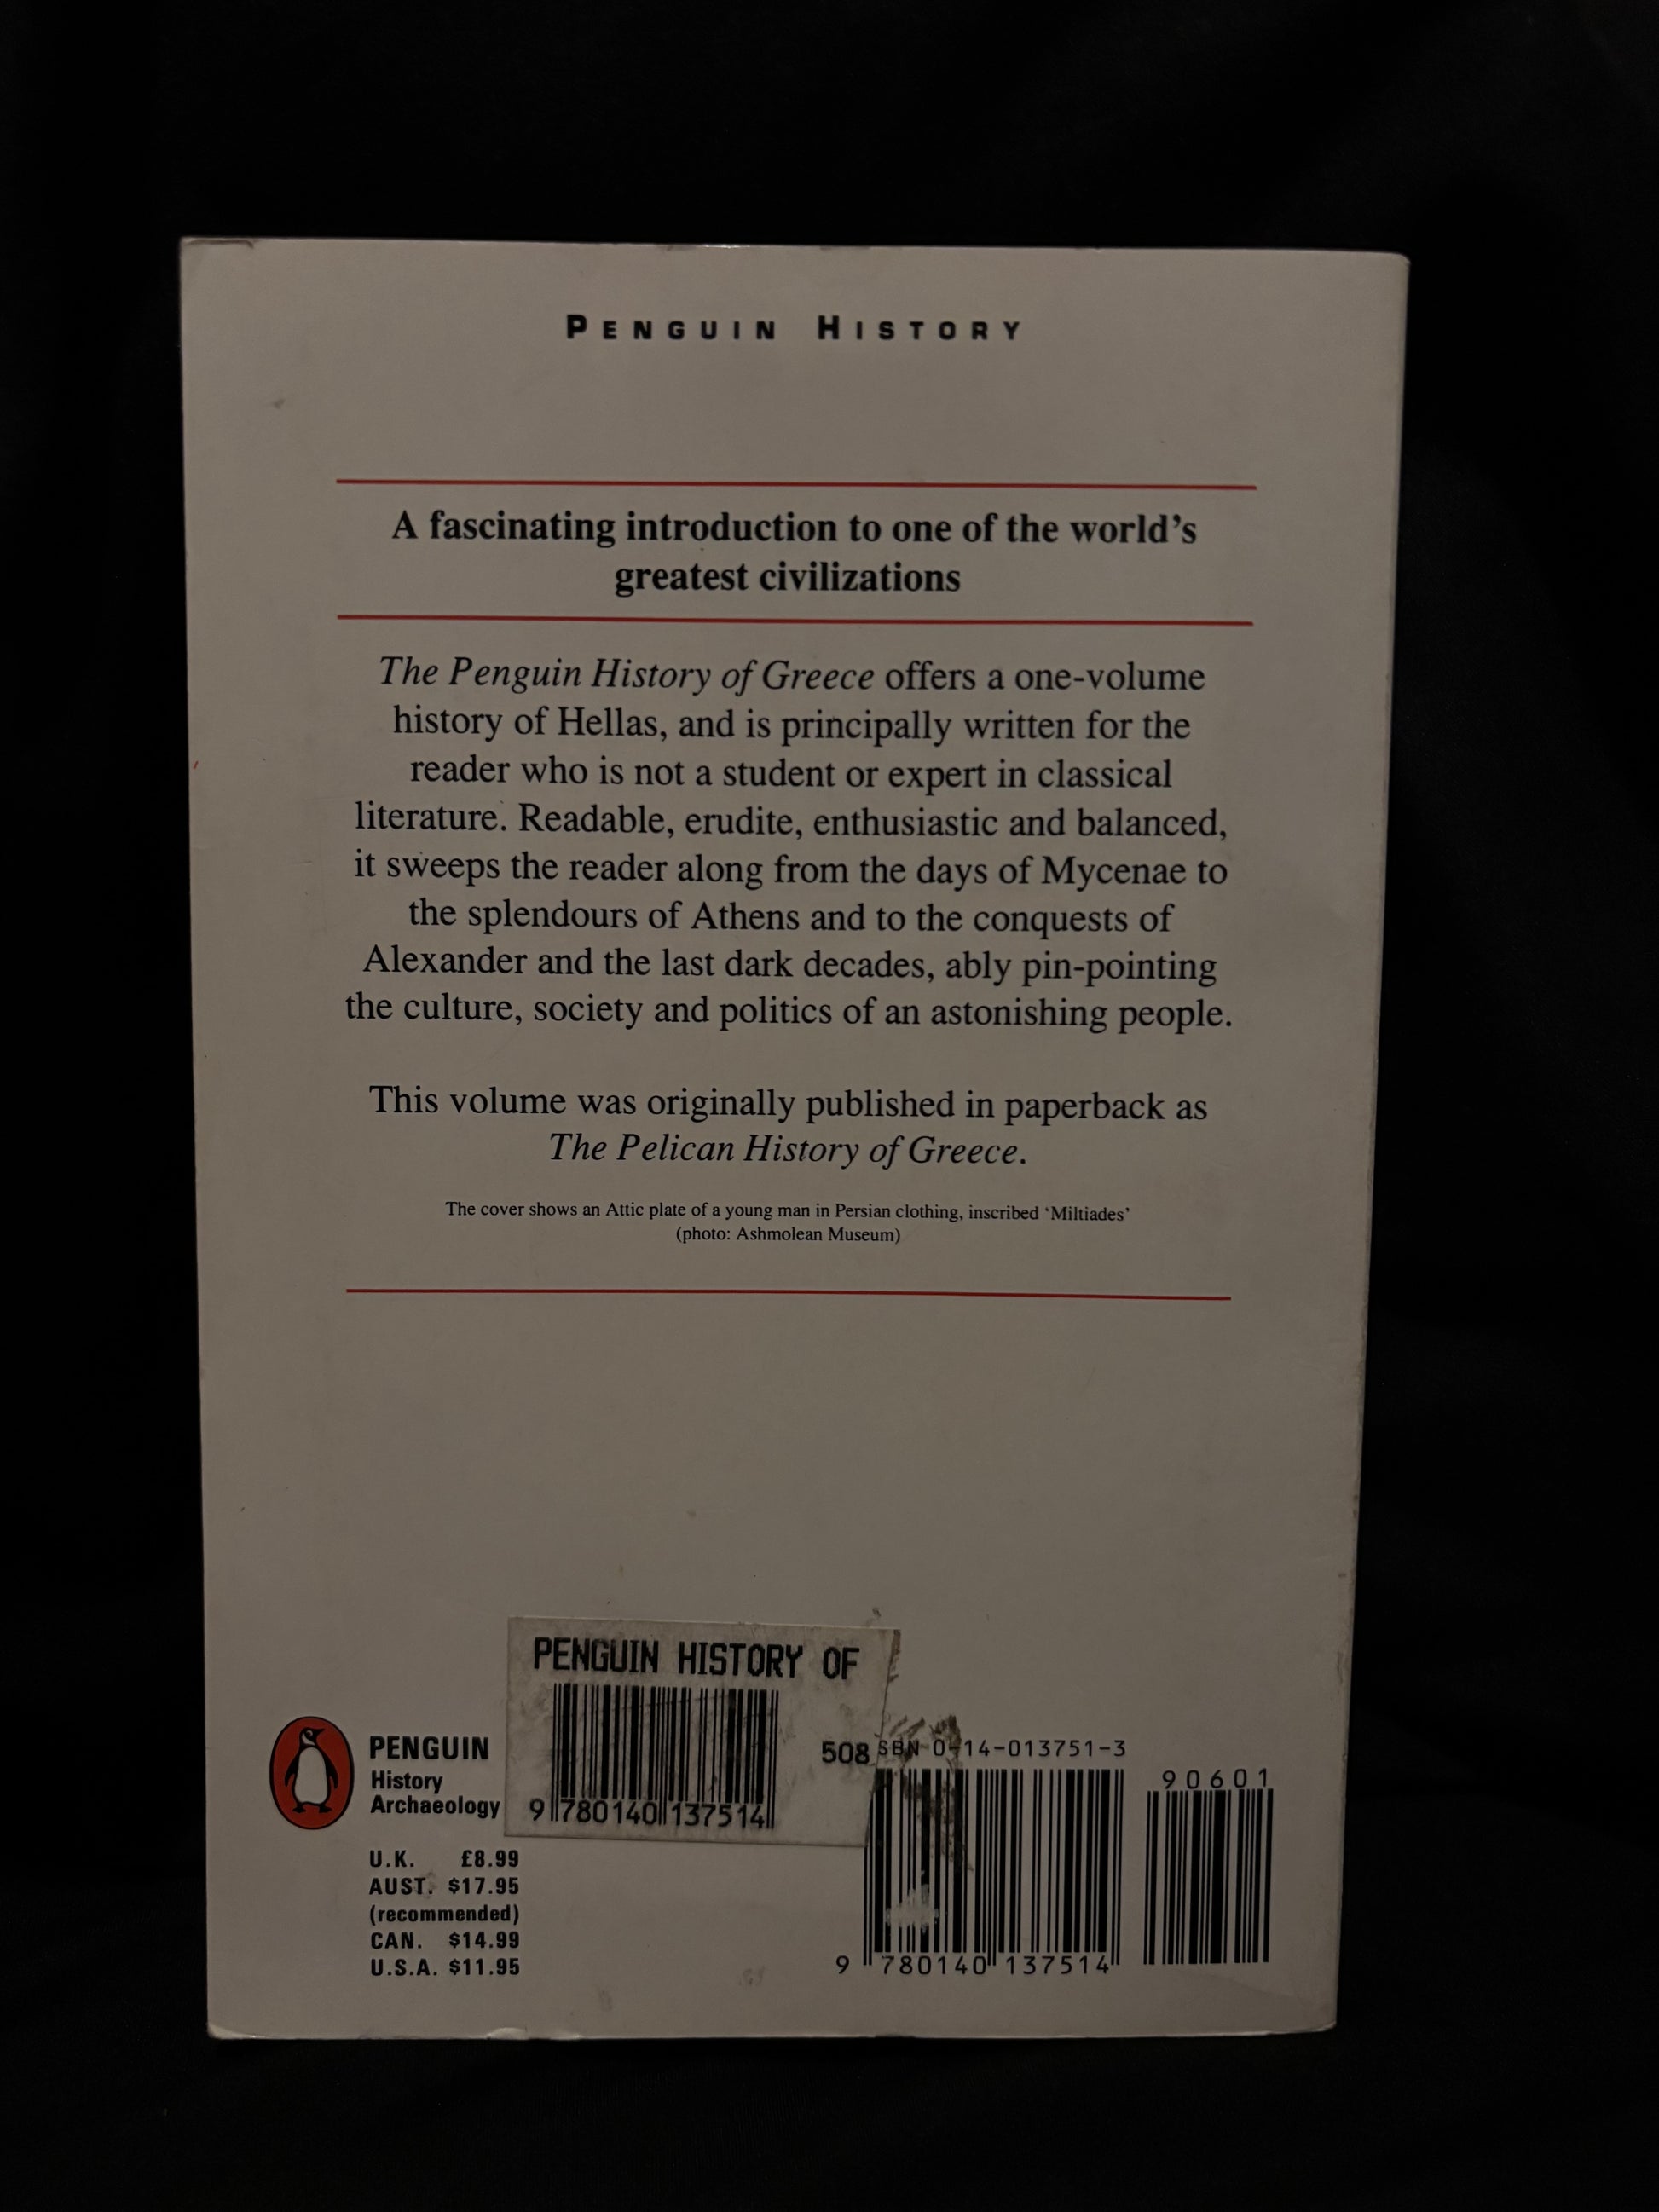 PENGUIN HISTORY
A fascinating introduction to one of the world's
greatest civilizations
The Penguin History of Greece offers a one-volume
history of Hellas, and is principally written for the
reader who is not a student or expert in classical
literature. Readable, erudite, enthusiastic and balanced,
it sweeps the reader along from the days of Mycenae to
the splendours of Athens and to the conquests of
Alexander and the last dark decades, ably pin-pointing
the culture, society and politics of an astonishing people.
This volume was originally published in paperback as
The Pelican History of Greece.
The cover shows an Attic plate of a young man in Persian clothing, inscribed ‘Miltiades’
(photo: Ashmolean Museum)
PENGUIN HISTORY OF
508
9 780140 137514
PENGUIN
History
Archaeology
U.K. £8.99
AUST. $17.95
(recommended)
CAN. $14.99
U.S.A. $11.95
SBN 0-14-013751-3
90601
9 780140 137514